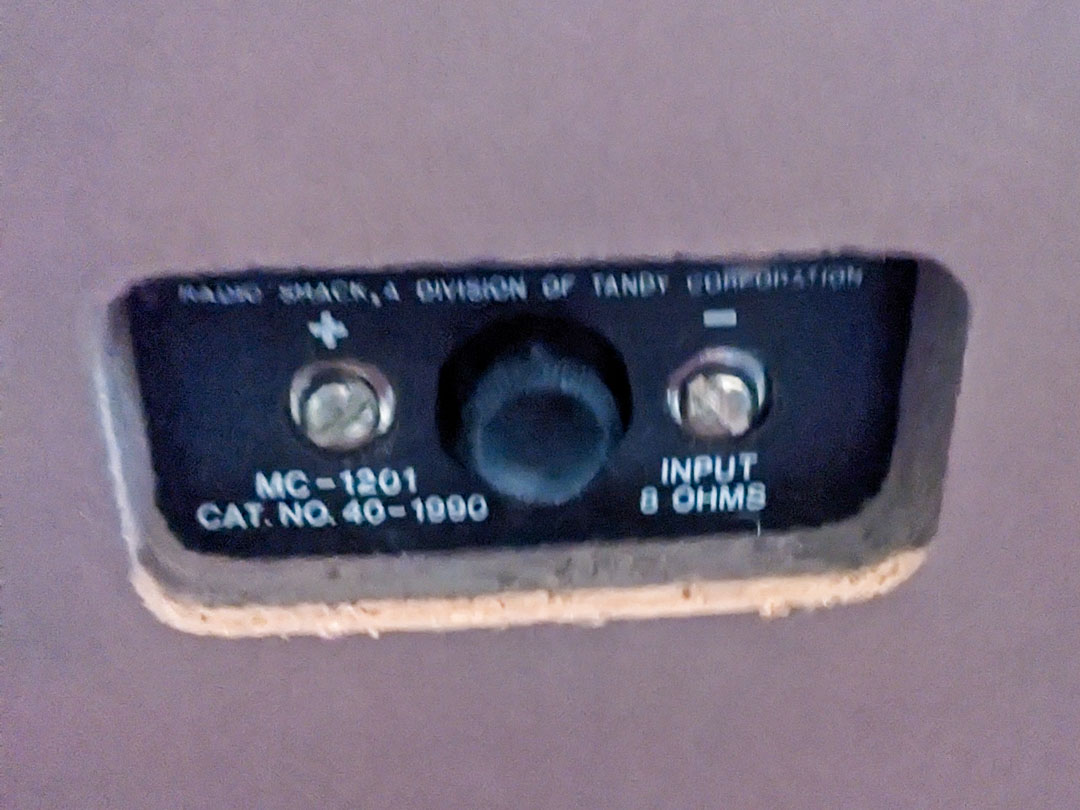 RADIO SHACK, A DIVISION OF TANDY CORPORATION
+ -
MC-1201
CAT. NO. 40-1990
INPUT
8 OHMS